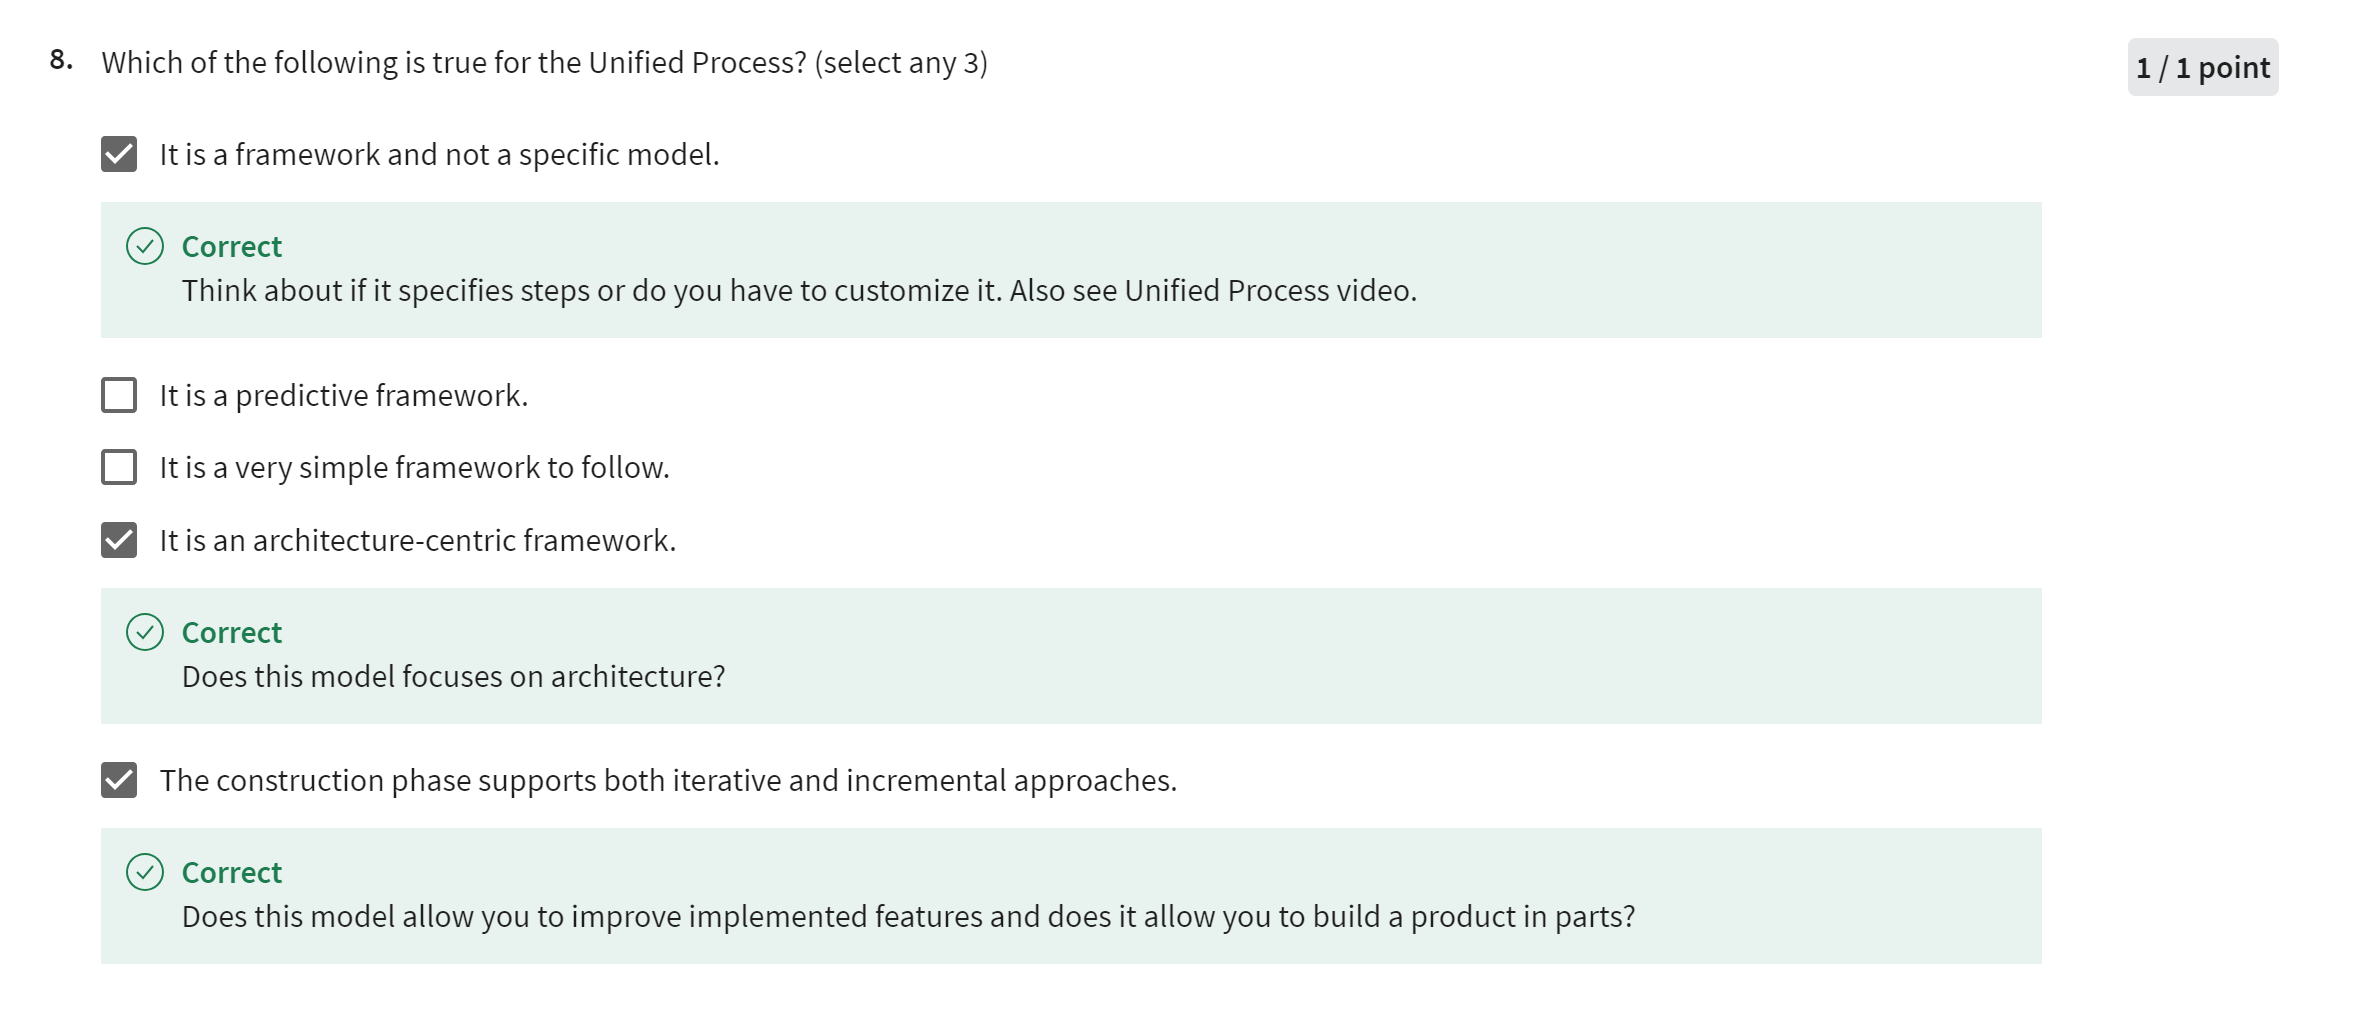 8. Which of the following is true for the Unified Process? (select any 3)
1 / 1 point
It is a framework and not a specific model.
Correct
Think about if it specifies steps or do you have to customize it. Also see Unified Process video.
It is a predictive framework.
It is a very simple framework to follow.
It is an architecture-centric framework.
Correct
Does this model focuses on architecture?
The construction phase supports both iterative and incremental approaches.
Correct
Does this model allow you to improve implemented features and does it allow you to build a product in parts?